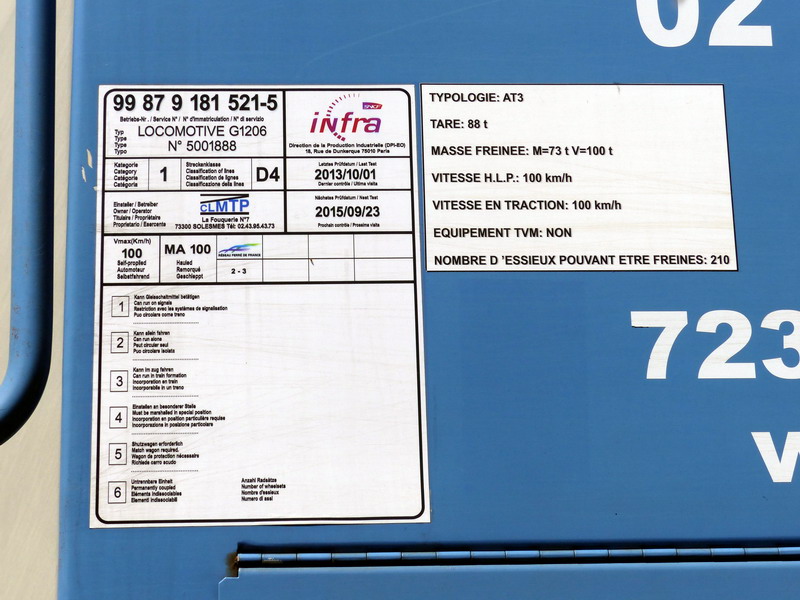 02
99 87 9 181 521-5
Betriebs-Nr. / Service N° / N° d'immatriculation / N° di servizio
Typ
Type
Type
Tipo
LOCOMOTIVE G1206
N° 5001888
SNCF
infra
Direction de la Production Industrielle (DPI-EO)
18, Rue de Dunkerque 75010 Paris
Kategorie
Category
Catégorie
Categoria
1
Streckenklasse
Classification of lines
Classification de lignes
Classificazione della linee
D4
Letztes Prüfdatum / Last Test
2013/10/01
Dernier contrôle / Ultima visita
Einsteller / Betreiber
Owner / Operator
Titulaire / Propriétaire
Proprietario / Esercente
CLMTP
La Fouquerie N°7
73300 SOLESMES Tél: 02.43.95.43.73
Nächstes Prüfdatum / Next Test
2015/09/23
Prochain contrôle / Prossima visita
Vmax(Km/h)
100
Self-proplled
Automoteur
Selbstfahrend
MA 100
Hauled
Remorqué
Geschleppt
RÉSEAU FERRÉ DE FRANCE
2 - 3
1
Kann Gleisschaltmittel betätigen
Can run on signals
Restriction avec les systèmes de signalisation
Puo circolare come treno
2
Kann allein fahren
Can run alone
Peut circuler seul
Puo circolare isolata
3
Kann im zug fahren
Can run in train formation
Incorporation en train
Incorporabile in un treno
4
Einstellen an besonderer Stelle
Must be marshalled in special position
Incorporation en position particulière requise
Incorporazione in posizione particolare
5
Shutzwagen erforderlich
Match wagon required.
Wagon de protection nécessaire
Richiede carro scudo
6
Untrennbare Einheit
Permanently coupled
Eléments indissociables
Elementi indissociabili
Anzahl Radsätze
Number of wheelsets
Nombre d'essieux
Numero di assi
TYPOLOGIE: AT3
TARE: 88 t
MASSE FREINEE: M=73 t V=100 t
VITESSE H.L.P.: 100 km/h
VITESSE EN TRACTION: 100 km/h
EQUIPEMENT TVM: NON
NOMBRE D 'ESSIEUX POUVANT ETRE FREINES: 210
723
w